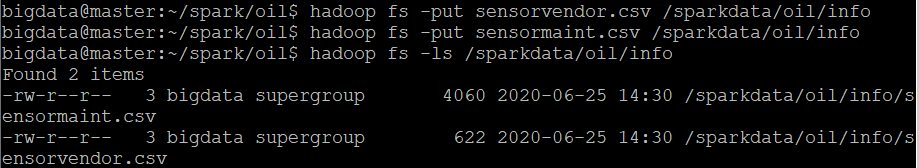 bigdata@master:~/spark/oil$ hadoop fs -put sensorvendor.csv /sparkdata/oil/info
bigdata@master:~/spark/oil$ hadoop fs -put sensormaint.csv /sparkdata/oil/info
bigdata@master:~/spark/oil$ hadoop fs -ls /sparkdata/oil/info
Found 2 items
-rw-r--r--   3 bigdata supergroup       4060 2020-06-25 14:30 /sparkdata/oil/info/s
ensormaint.csv
-rw-r--r--   3 bigdata supergroup        622 2020-06-25 14:30 /sparkdata/oil/info/s
ensorvendor.csv